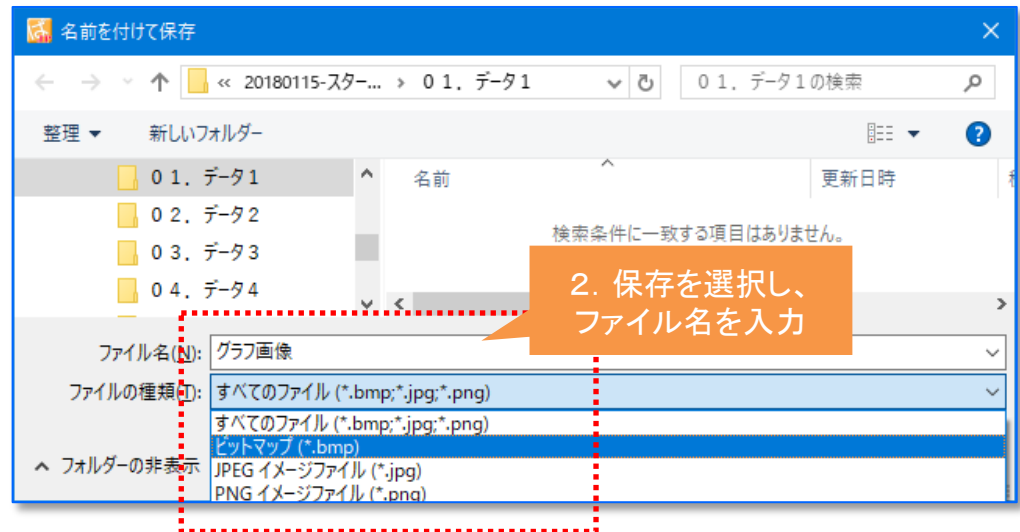 名前を付けて保存
« 20180115-スター... › ０１．データ１
０１．データ１の検索
整理 ▼ 新しいフォルダー
０１．データ１
０２．データ２
０３．データ３
０４．データ４
名前 更新日時
検索条件に一致する項目はありません。
２．保存を選択し、
ファイル名を入力
ファイル名(N): グラフ画像
ファイルの種類(T): すべてのファイル (*.bmp;*.jpg;*.png)
すべてのファイル (*.bmp;*.jpg;*.png)
ビットマップ (*.bmp)
JPEG イメージファイル (*.jpg)
PNG イメージファイル (*.png)
フォルダーの非表示